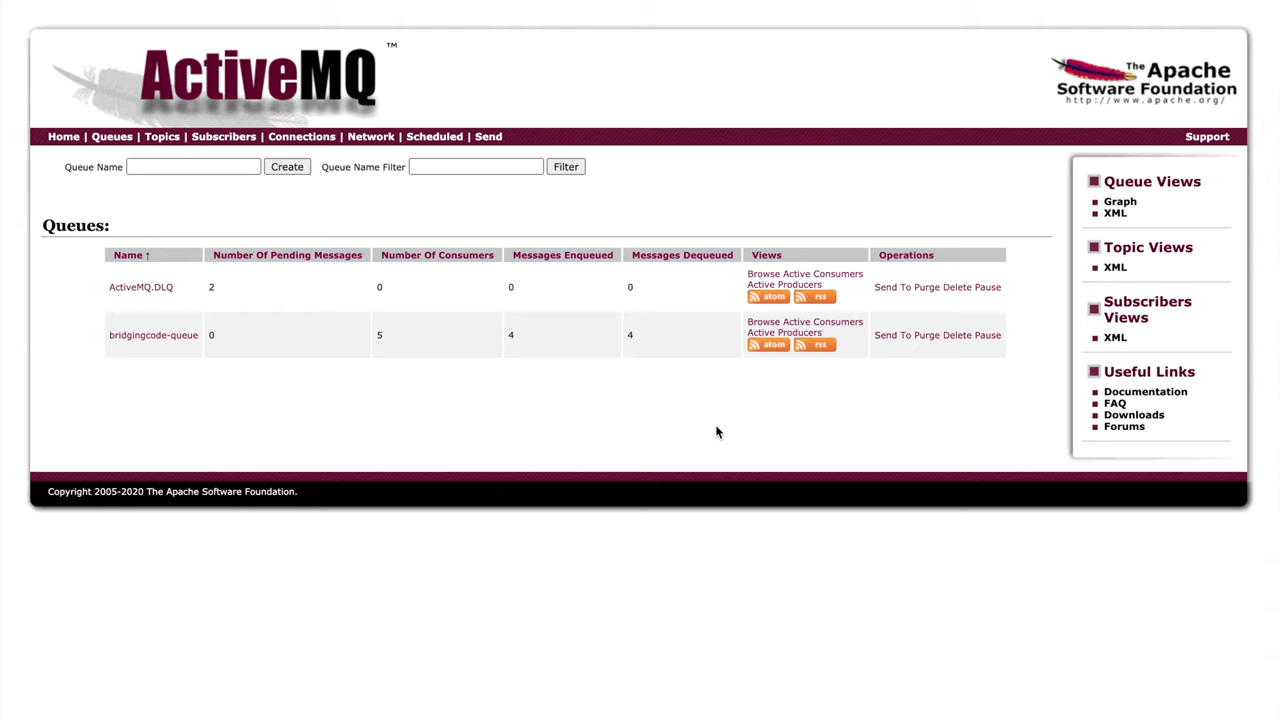 ActiveMQ™
The Apache
Software Foundation
http://www.apache.org/
Home | Queues | Topics | Subscribers | Connections | Network | Scheduled | Send
Support
Queue Name Create Queue Name Filter Filter
Queues:
Name ↑ Number Of Pending Messages Number Of Consumers Messages Enqueued Messages Dequeued Views Operations
ActiveMQ.DLQ 2 0 0 0 Browse Active Consumers
Active Producers
atom rss
Send To Purge Delete Pause
bridgingcode-queue 0 5 4 4 Browse Active Consumers
Active Producers
atom rss
Send To Purge Delete Pause
Queue Views
Graph
XML
Topic Views
XML
Subscribers
Views
XML
Useful Links
Documentation
FAQ
Downloads
Forums
Copyright 2005-2020 The Apache Software Foundation.